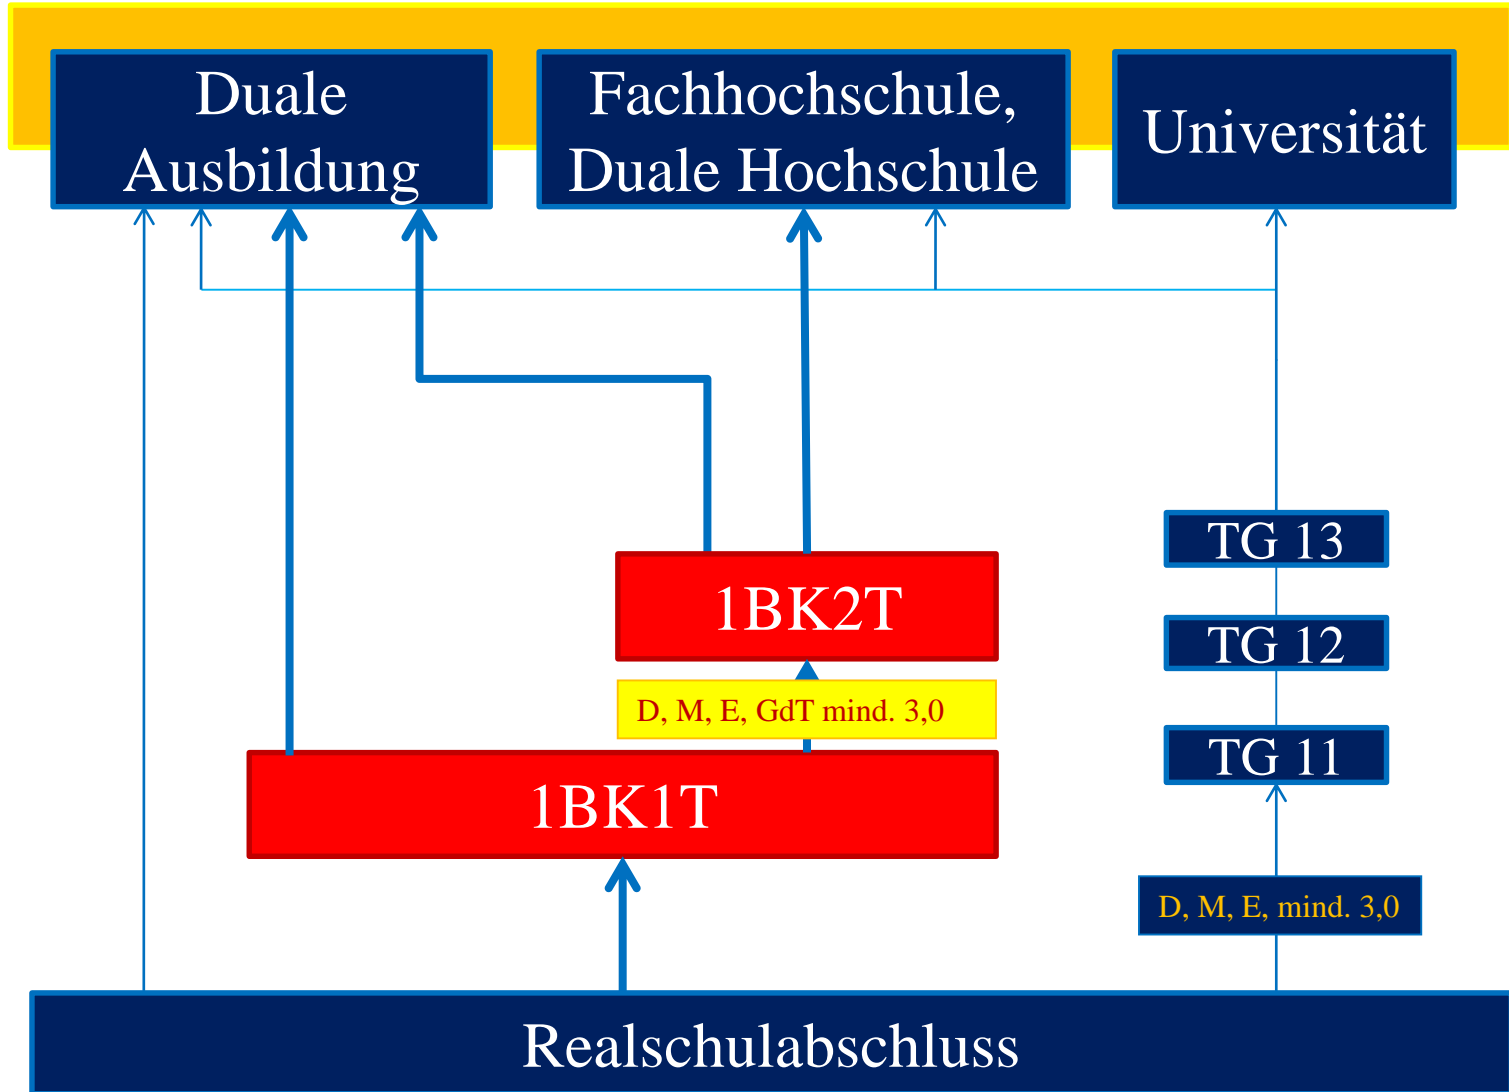 Duale
Ausbildung
Fachhochschule,
Duale Hochschule
Universität
TG 13
1BK2T
TG 12
D, M, E, GdT mind. 3,0
TG 11
1BK1T
D, M, E, mind. 3,0
Realschulabschluss